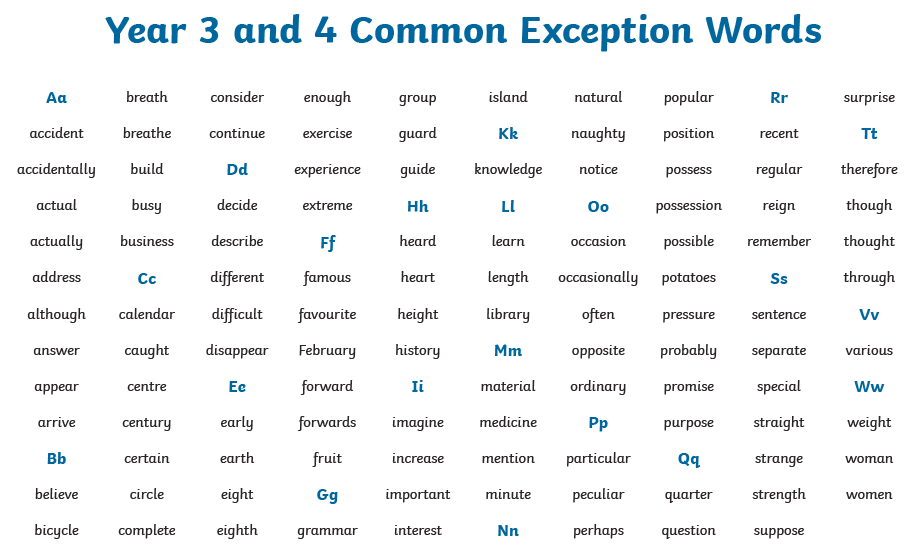 Year 3 and 4 Common Exception Words
Aa breath consider enough group island natural popular Rr surprise
accident breathe continue exercise guard Kk naughty position recent Tt
accidentally build Dd experience guide knowledge notice possess regular therefore
actual busy decide extreme Hh Ll Oo possession reign though
actually business describe Ff heard learn occasion possible remember thought
address Cc different famous heart length occasionally potatoes Ss through
although calendar difficult favourite height library often pressure sentence Vv
answer caught disappear February history Mm opposite probably separate various
appear centre Ee forward Ii material ordinary promise special Ww
arrive century early forwards imagine medicine Pp purpose straight weight
Bb certain earth fruit increase mention particular Qq strange woman
believe circle eight Gg important minute peculiar quarter strength women
bicycle complete eighth grammar interest Nn perhaps question suppose